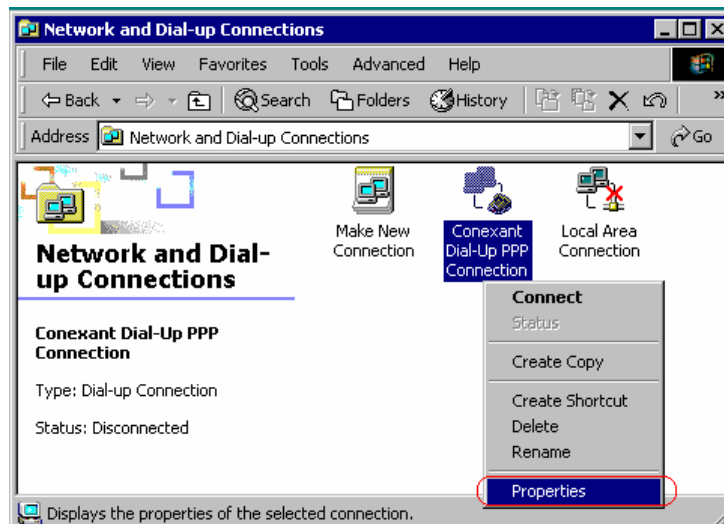 Network and Dial-up Connections
File Edit View Favorites Tools Advanced Help
Back Search Folders History
Address Network and Dial-up Connections Go
Network and Dial-
up Connections
Conexant Dial-Up PPP
Connection
Type: Dial-up Connection
Status: Disconnected
Make New
Connection
Conexant
Dial-Up PPP
Connection
Local Area
Connection
Connect
Status
Create Copy
Create Shortcut
Delete
Rename
Properties
Displays the properties of the selected connection.